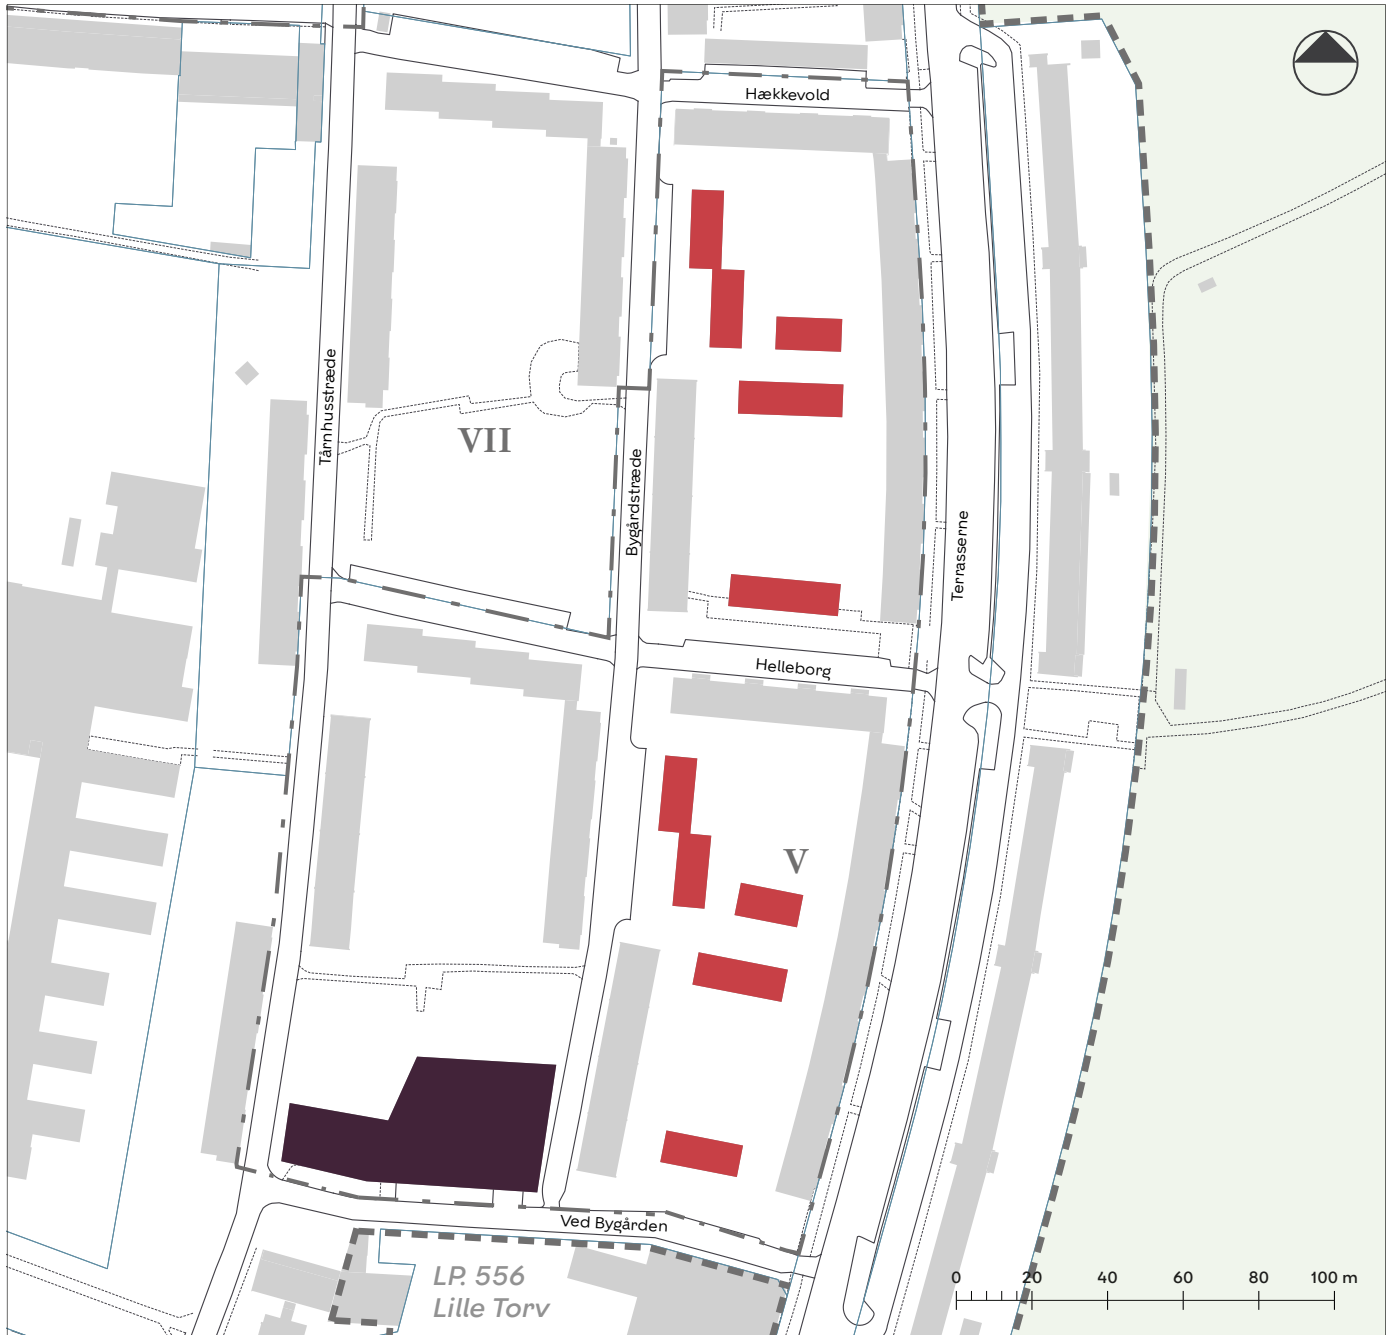 Hækkevold
Tårnhusstræde
VII
Bygårdstræde
Terrasserne
Helleborg
V
Ved Bygården
LP. 556
Lille Torv
0 20 40 60 80 100 m